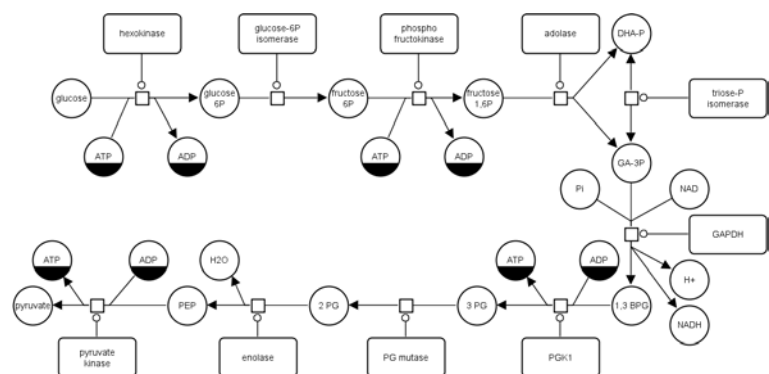 hexokinase
glucose-6P
isomerase
phospho
fructokinase
adolase
DHA-P
glucose
glucose
6P
fructose
6P
fructose
1,6P
triose-P
isomerase
ATP
ADP
ATP
ADP
GA-3P
Pi
NAD
GAPDH
ATP
ADP
H2O
ATP
ADP
H+
pyruvate
PEP
2 PG
3 PG
1,3 BPG
NADH
pyruvate
kinase
enolase
PG mutase
PGK1